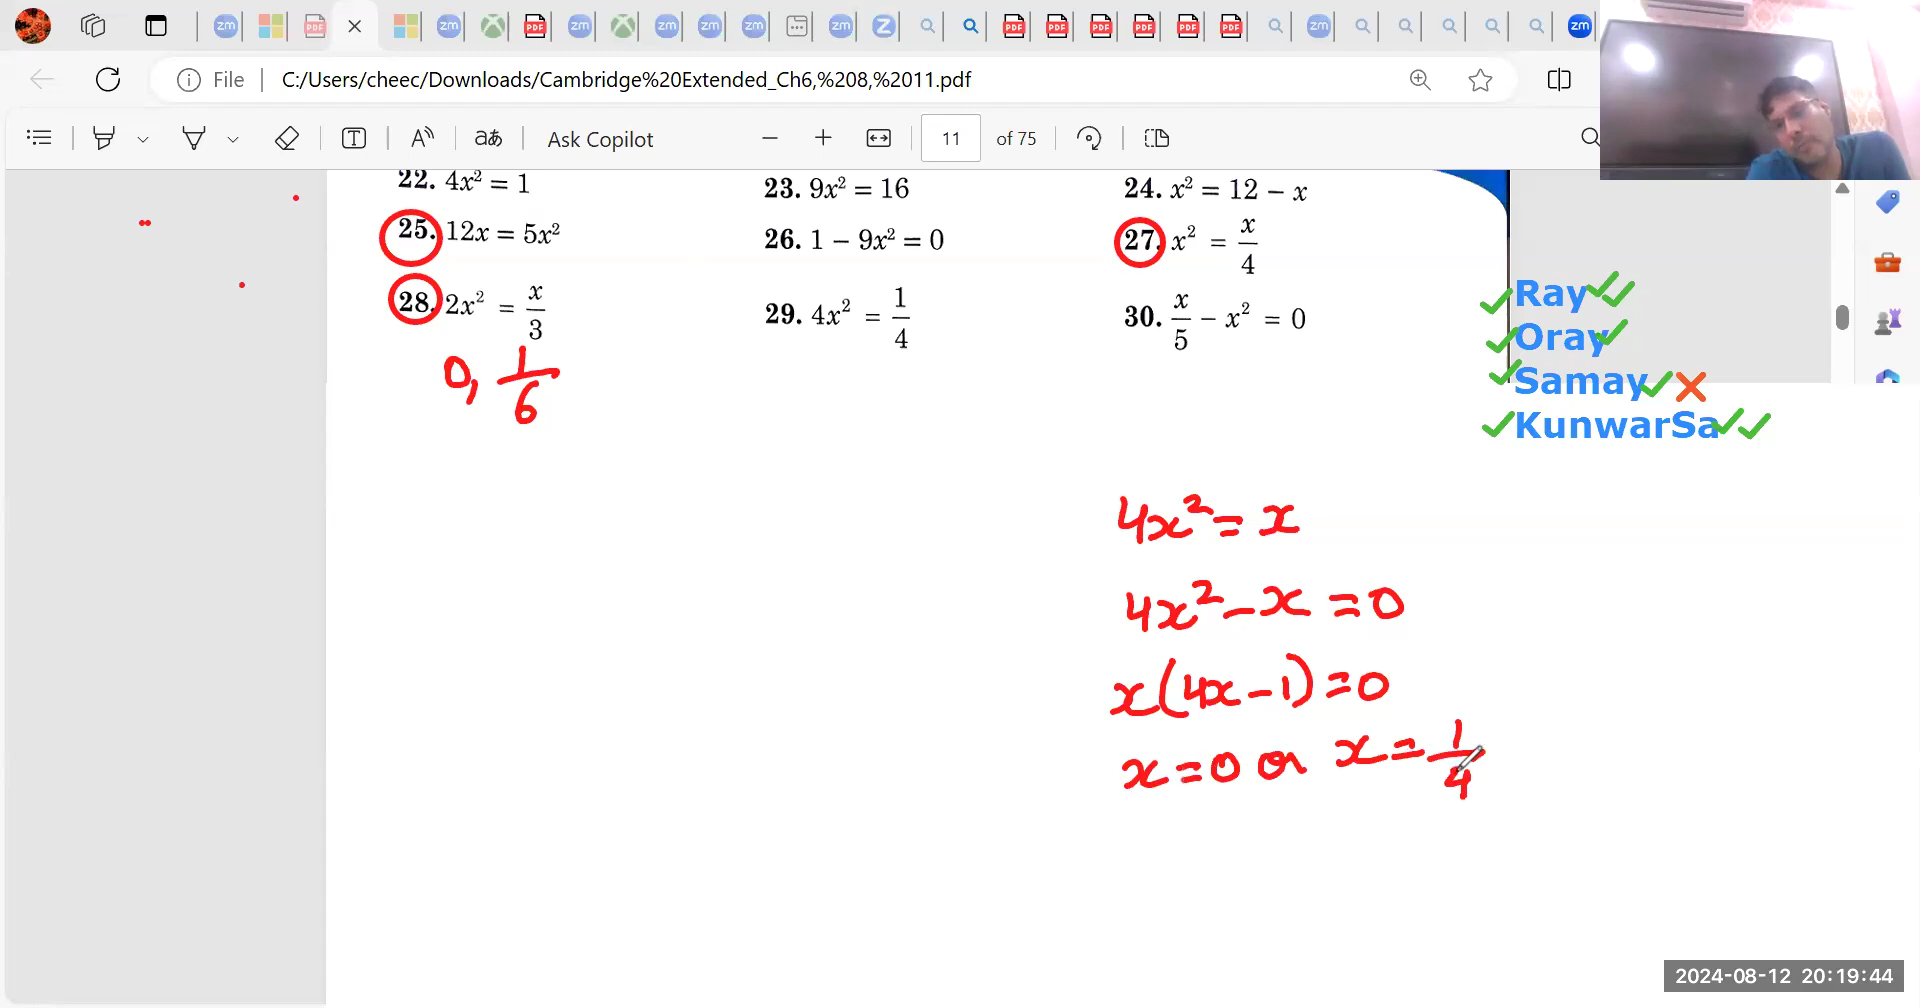 File C:/Users/cheec/Downloads/Cambridge%20Extended_Ch6,%208,%2011.pdf
Ask Copilot 11 of 75
22. 4x² = 1 23. 9x² = 16 24. x² = 12 − x
25. 12x = 5x² 26. 1 − 9x² = 0 27. x² = x/4
28. 2x² = x/3 29. 4x² = 1/4 30. x/5 − x² = 0
0, 1/6
Ray
Oray
Samay
KunwarSa
4x² = x
4x² − x = 0
x(4x − 1) = 0
x = 0 or x = 1/4
2024-08-12 20:19:44